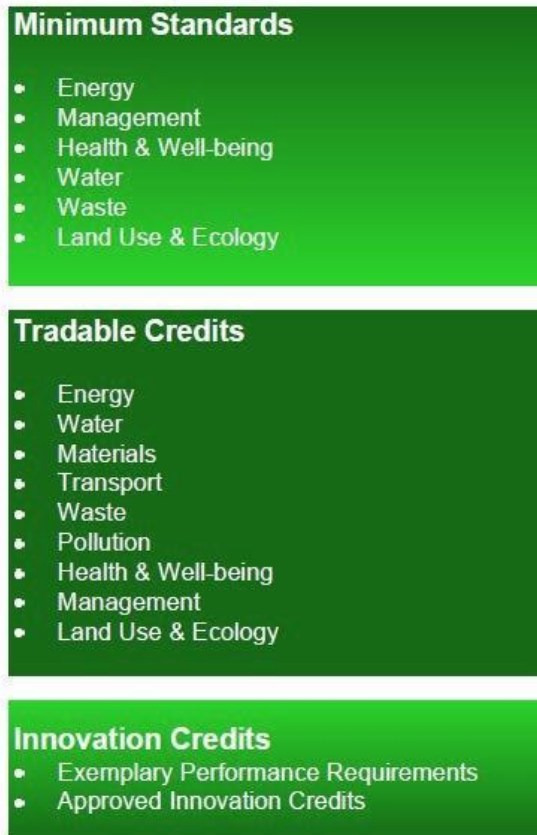 Minimum Standards
• Energy
• Management
• Health & Well-being
• Water
• Waste
• Land Use & Ecology
Tradable Credits
• Energy
• Water
• Materials
• Transport
• Waste
• Pollution
• Health & Well-being
• Management
• Land Use & Ecology
Innovation Credits
• Exemplary Performance Requirements
• Approved Innovation Credits